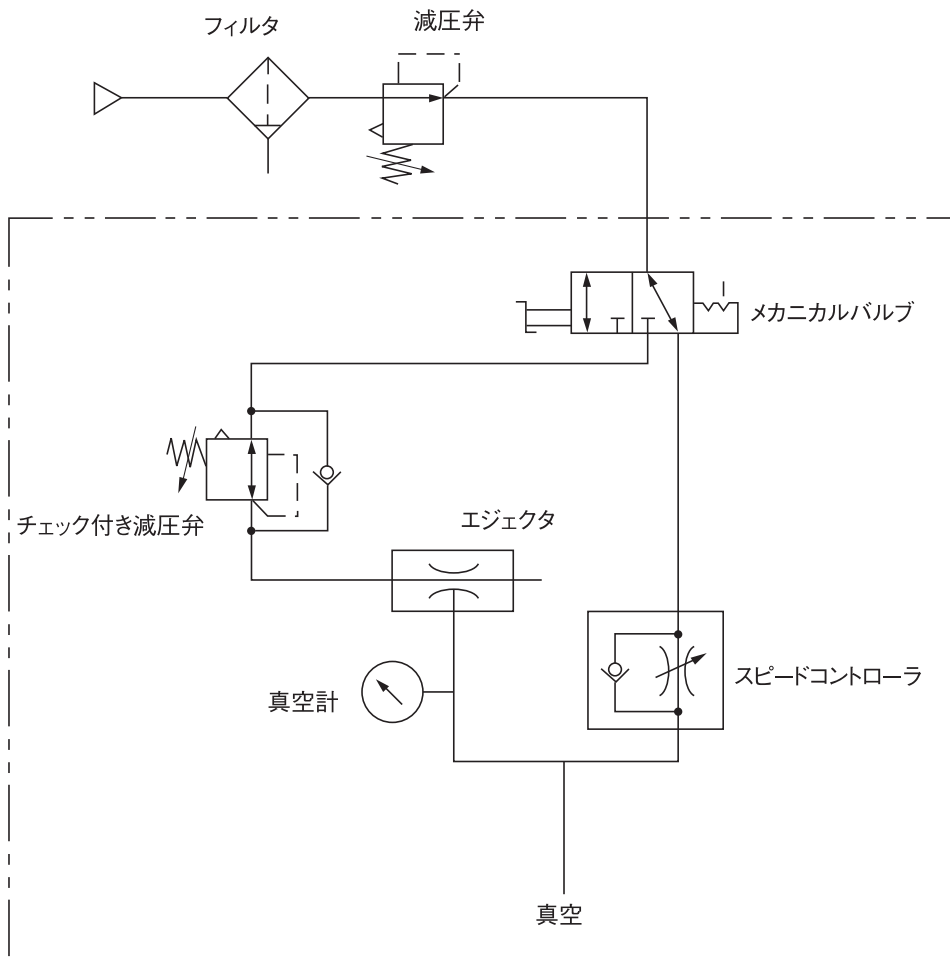 フィルタ
減圧弁
メカニカルバルブ
チェック付き減圧弁
エジェクタ
スピードコントローラ
真空計
真空